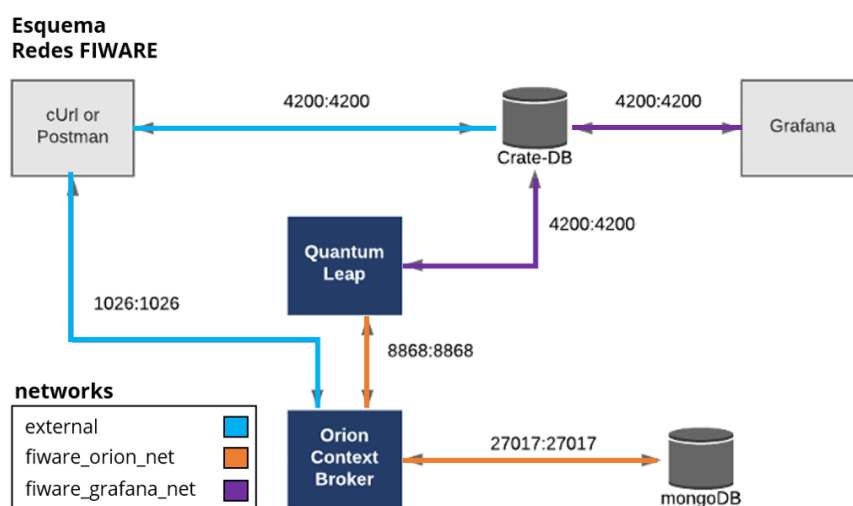 Esquema
Redes FIWARE
cUrl or
Postman
4200:4200
Crate-DB
4200:4200
Grafana
Quantum
Leap
4200:4200
1026:1026
8868:8868
networks
external
fiware_orion_net
fiware_grafana_net
Orion
Context
Broker
27017:27017
mongoDB